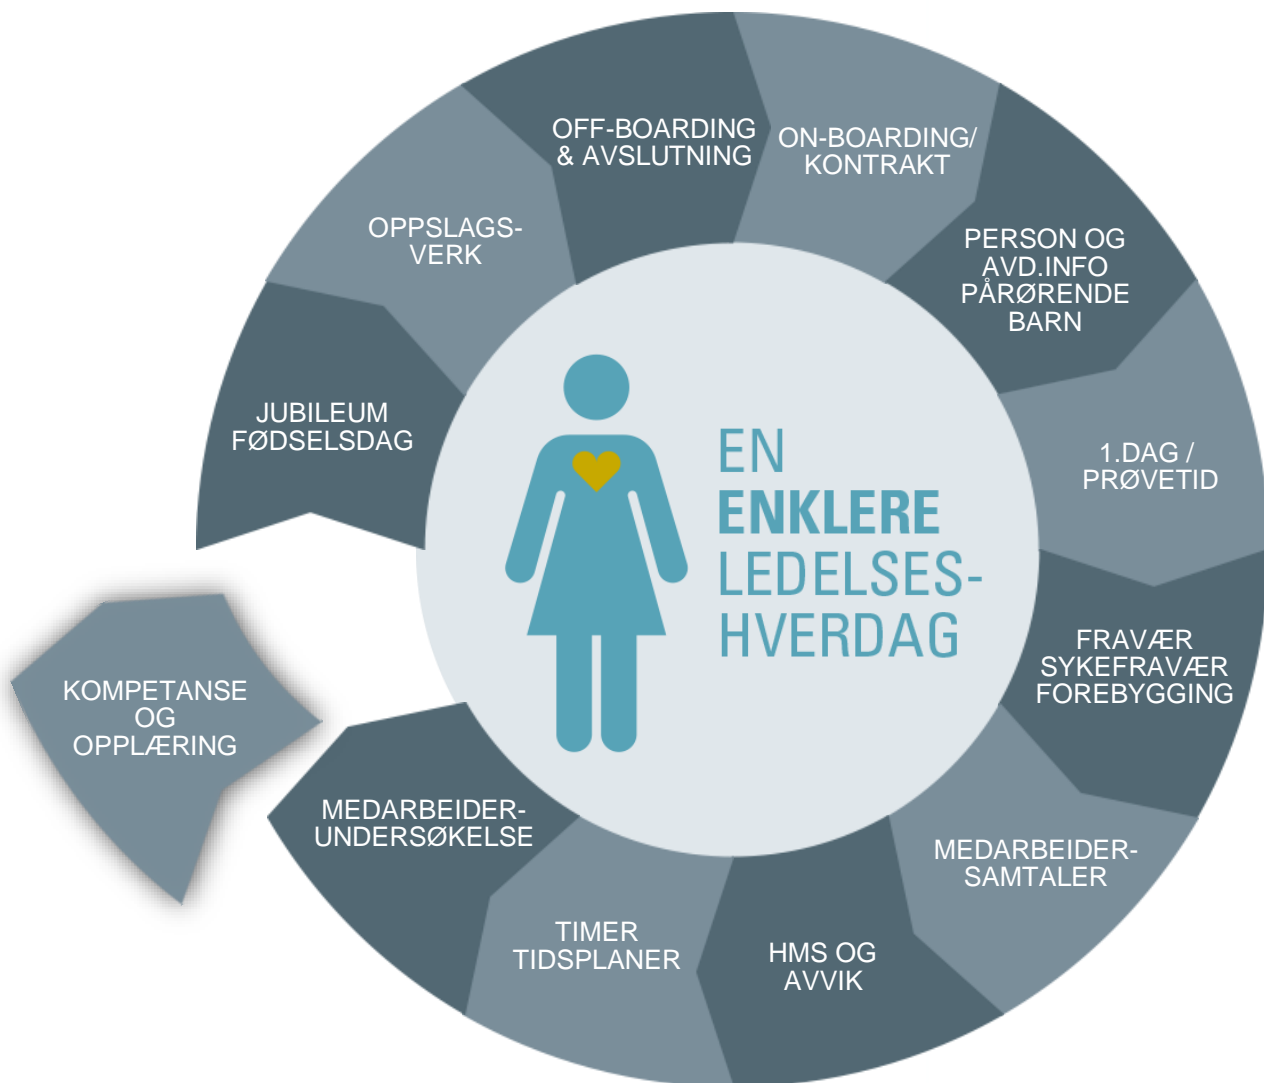 OFF-BOARDING
& AVSLUTNING
ON-BOARDING/
KONTRAKT
PERSON OG
AVD.INFO
PÅRØRENDE
BARN
1.DAG /
PRØVETID
FRAVÆR
SYKEFRAVÆR
FOREBYGGING
MEDARBEIDER-
SAMTALER
HMS OG
AVVIK
TIMER
TIDSPLANER
MEDARBEIDER-
UNDERSØKELSE
KOMPETANSE
OG
OPPLÆRING
JUBILEUM
FØDSELSDAG
OPPSLAGS-
VERK
EN
ENKLERE
LEDELSES-
HVERDAG